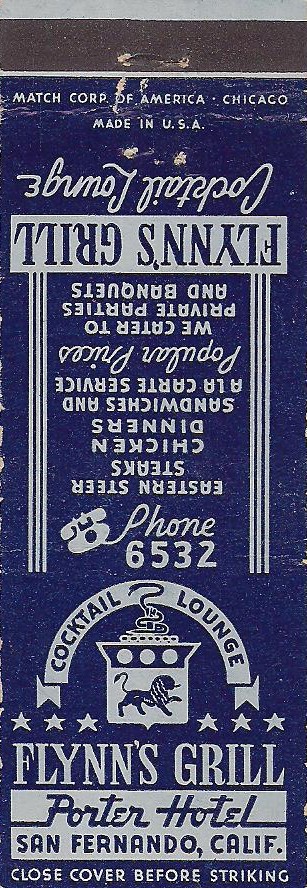 MATCH CORP. OF AMERICA · CHICAGO
MADE IN U.S.A.
FLYNN'S GRILL
Cocktail Lounge
EASTERN STEER
STEAKS
CHICKEN
DINNERS
SANDWICHES AND
A LA CARTE SERVICE
Popular Prices
WE CATER TO
PRIVATE PARTIES
AND BANQUETS
Phone
6532
COCKTAIL LOUNGE
FLYNN'S GRILL
Porter Hotel
SAN FERNANDO, CALIF.
CLOSE COVER BEFORE STRIKING